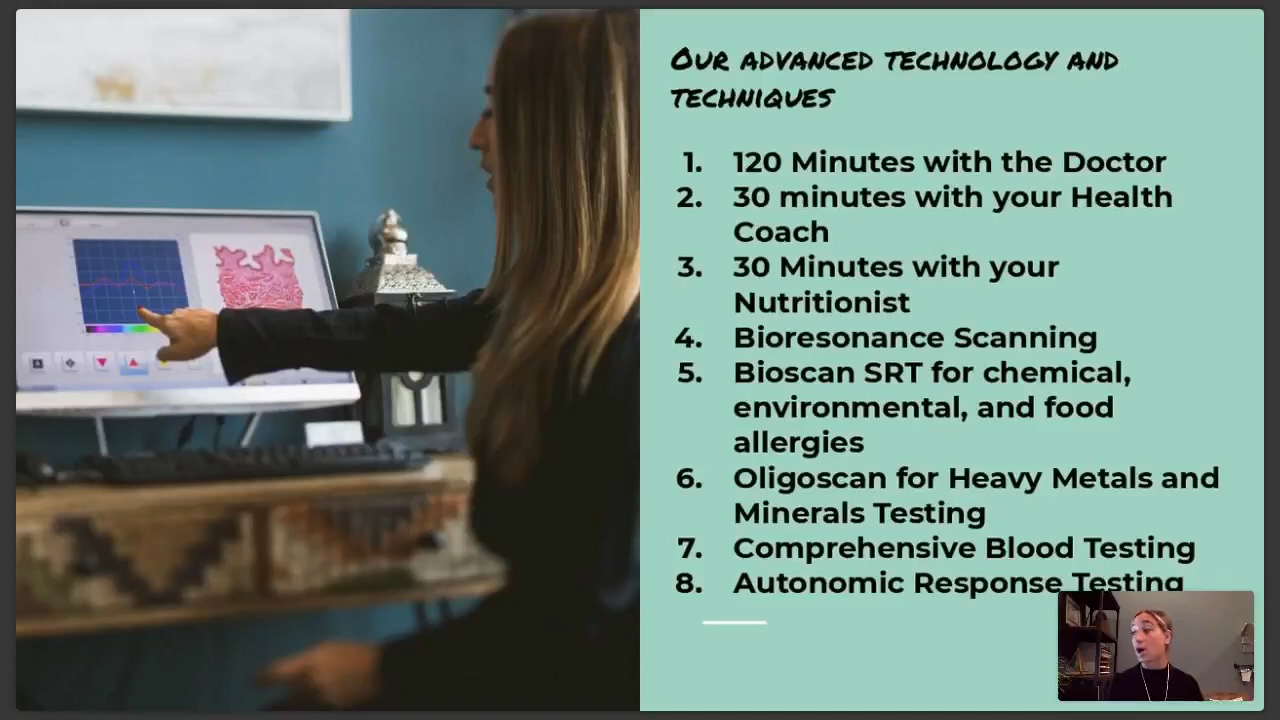 Our advanced technology and
techniques
1. 120 Minutes with the Doctor
2. 30 minutes with your Health
Coach
3. 30 Minutes with your
Nutritionist
4. Bioresonance Scanning
5. Bioscan SRT for chemical,
environmental, and food
allergies
6. Oligoscan for Heavy Metals and
Minerals Testing
7. Comprehensive Blood Testing
8. Autonomic Response Testing